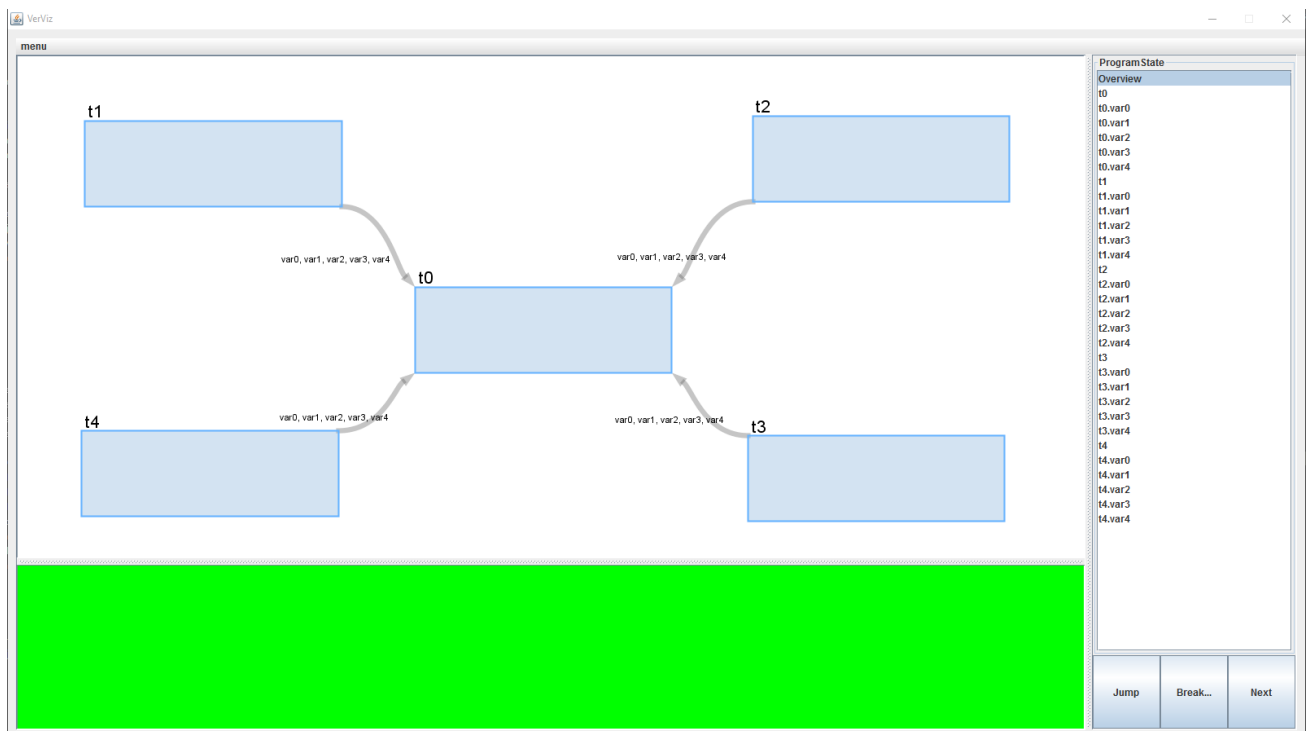 VerViz
menu
t1
t2
var0, var1, var2, var3, var4
var0, var1, var2, var3, var4
t0
t4
var0, var1, var2, var3, var4
var0, var1, var2, var3, var4
t3
ProgramState
Overview
t0
t0.var0
t0.var1
t0.var2
t0.var3
t0.var4
t1
t1.var0
t1.var1
t1.var2
t1.var3
t1.var4
t2
t2.var0
t2.var1
t2.var2
t2.var3
t2.var4
t3
t3.var0
t3.var1
t3.var2
t3.var3
t3.var4
t4
t4.var0
t4.var1
t4.var2
t4.var3
t4.var4
Jump
Break...
Next